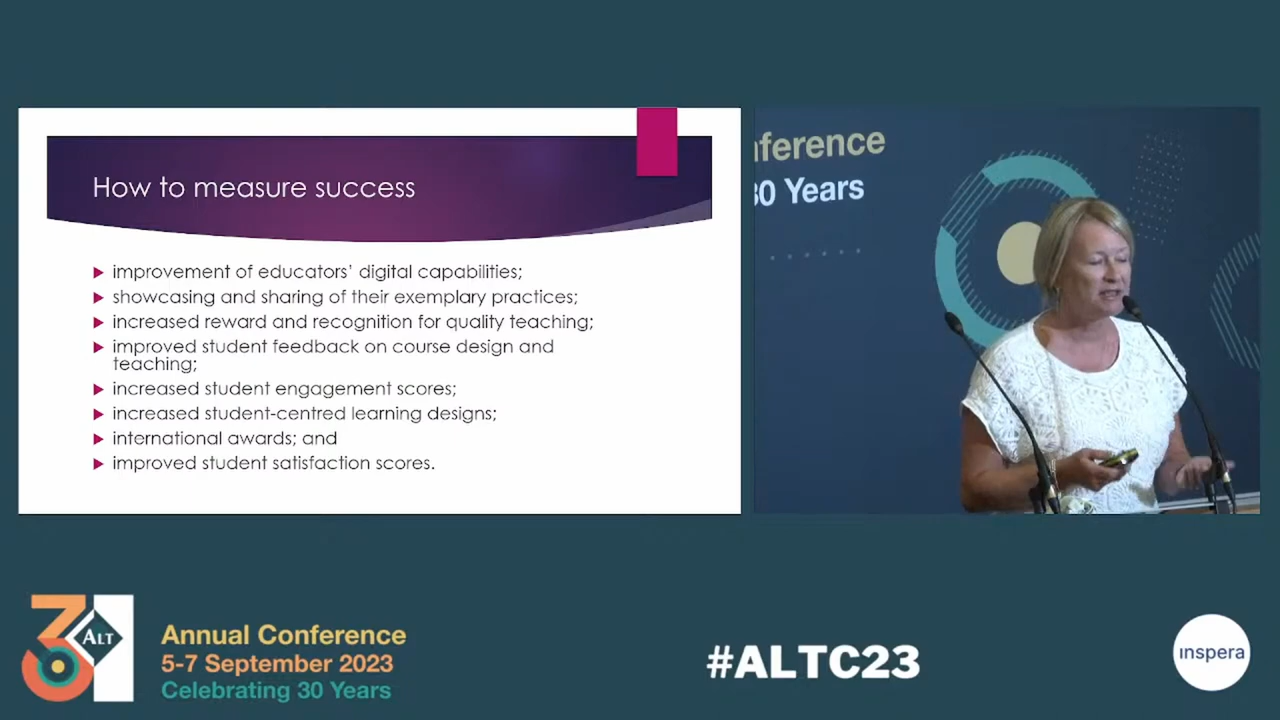 How to measure success
improvement of educators' digital capabilities;
showcasing and sharing of their exemplary practices;
increased reward and recognition for quality teaching;
improved student feedback on course design and
teaching;
increased student engagement scores;
increased student-centred learning designs;
international awards; and
improved student satisfaction scores.
ference
30 Years
ALT
Annual Conference
5-7 September 2023
Celebrating 30 Years
#ALTC23
inspera